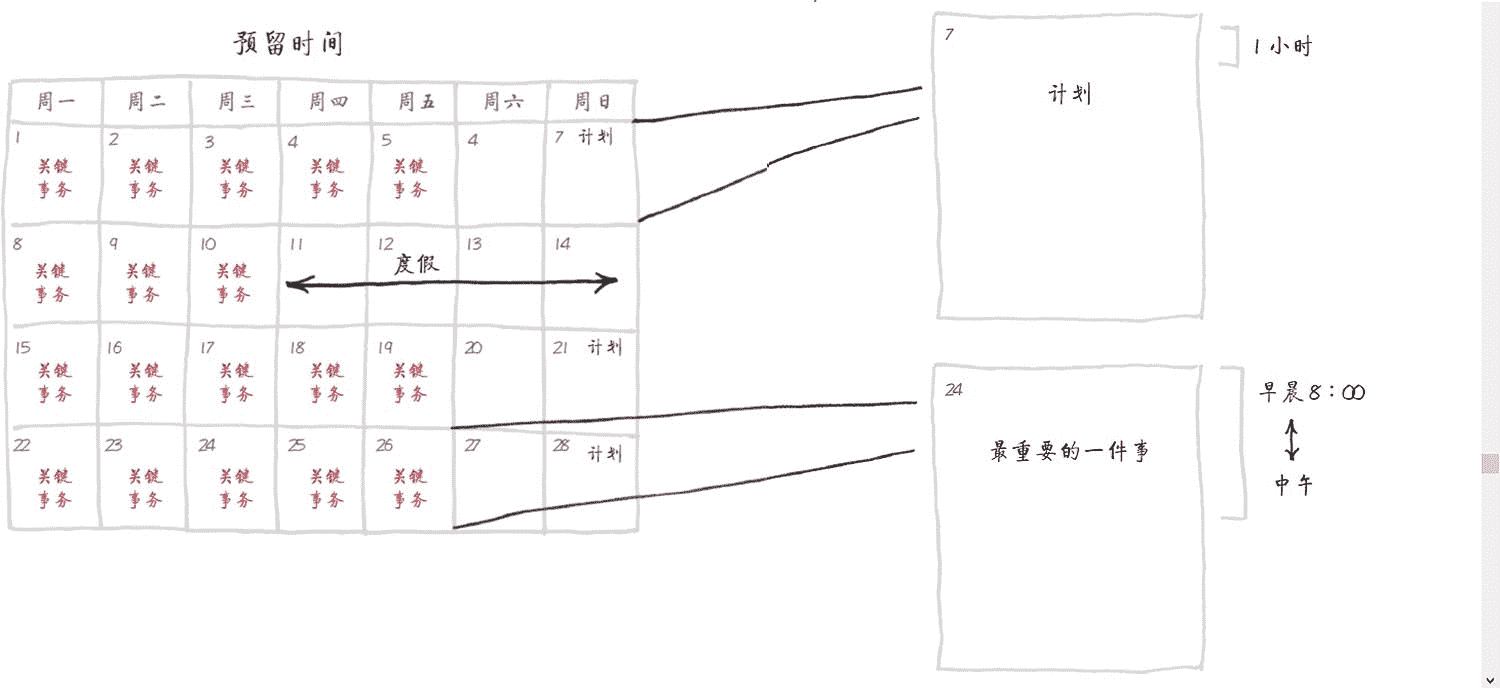 预留时间
周一 周二 周三 周四 周五 周六 周日
1 2 3 4 5 4 7 计划
关键 关键 关键 关键 关键
事务 事务 事务 事务 事务
8 9 10 11 12 13 14
度假
关键 关键 关键
事务 事务 事务
15 16 17 18 19 20 21 计划
关键 关键 关键 关键 关键
事务 事务 事务 事务 事务
22 23 24 25 26 27 28 计划
关键 关键 关键 关键 关键
事务 事务 事务 事务 事务
7
计划
1小时
24
最重要的一件事
早晨8:00
中午